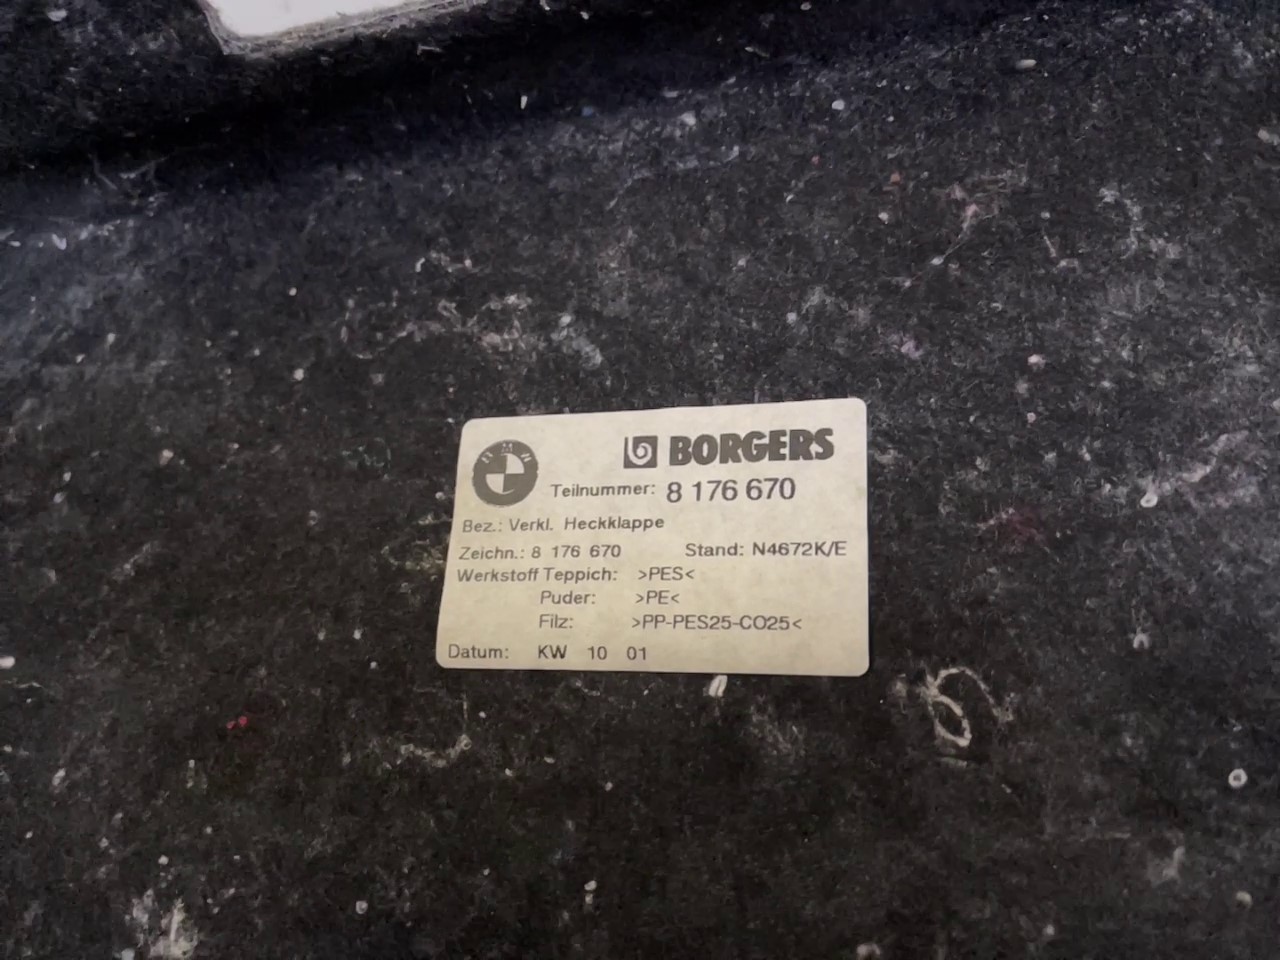 BMW
BORGERS
Teilnummer: 8 176 670
Bez.: Verkl. Heckklappe
Zeichn.: 8 176 670 Stand: N4672K/E
Werkstoff Teppich: >PES<
Puder: >PE<
Filz: >PP-PES25-CO25<
Datum: KW 10 01